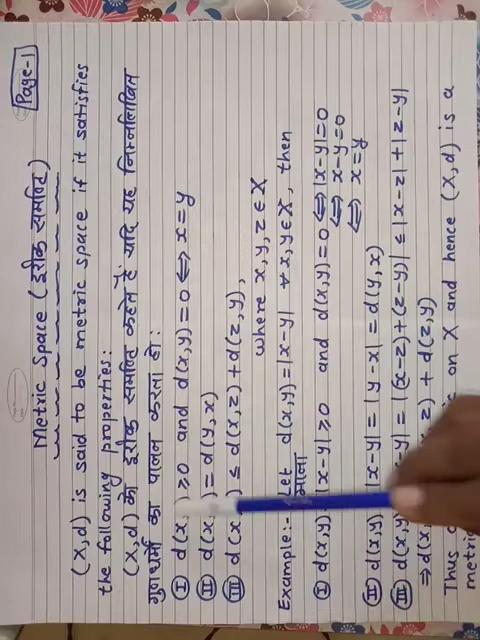 Page-1
Metric Space (दूरीक समष्टि)
(X,d) is said to be metric space if it satisfies
the following properties:
(X,d) को दूरीक समष्टि कहते हैं यदि यह निम्नलिखित
गुणधर्मों का पालन करता हो:
(I) d(x, ) ≥0 and d(x,y)=0 ⇔ x=y
(II) d(x, ) = d(y,x)
(III) d(x, ) ≤ d(x,z)+d(z,y),
where x,y,z ∈ X
Example:- Let d(x,y)=|x-y| ∀ x,y∈X, then
माना
(I) d(x,y) |x-y|≥0 and d(x,y)=0 ⇔ |x-y|=0
⇔ x-y=0
⇔ x=y
(II) d(x,y) |x-y| = |y-x| = d(y,x)
(III) d(x,y) x-y| = |(x-z)+(z-y)| ≤ |x-z|+|z-y|
⇒ d(x, z) + d(z,y)
Thus on X and hence (X,d) is a
metric